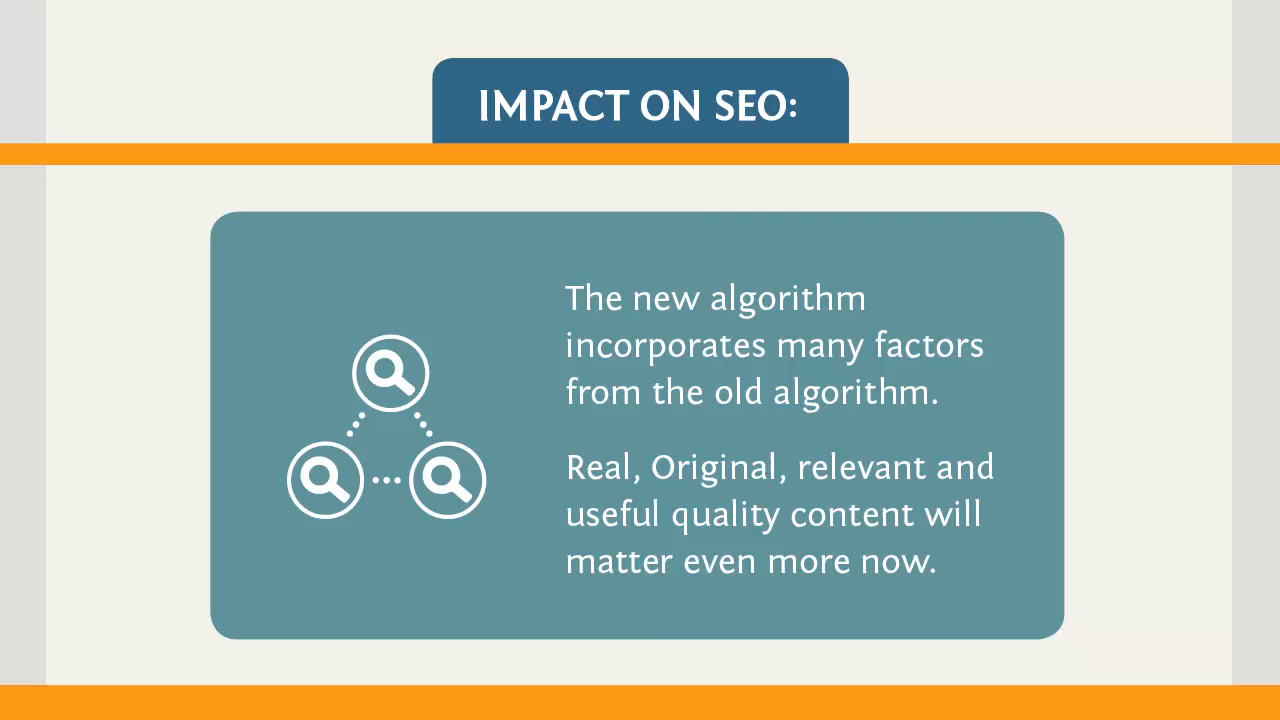 IMPACT ON SEO:
The new algorithm
incorporates many factors
from the old algorithm.
Real, Original, relevant and
useful quality content will
matter even more now.